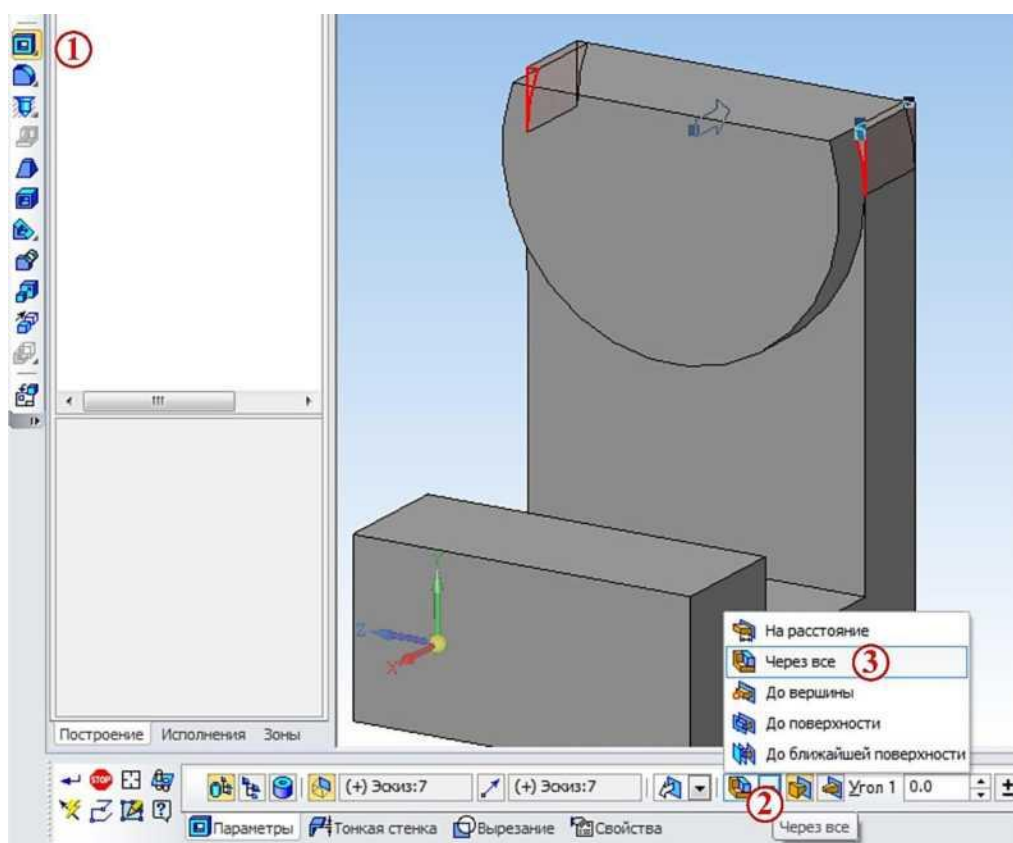 1
Y
Z
X
На расстояние
Через все 3
До вершины
До поверхности
До ближайшей поверхности
Построение Исполнения Зоны
STOP (+) Эскиз:7 (+) Эскиз:7 2 Угол 1 0.0 ±
Параметры Тонкая стенка Вырезание Свойства Через все